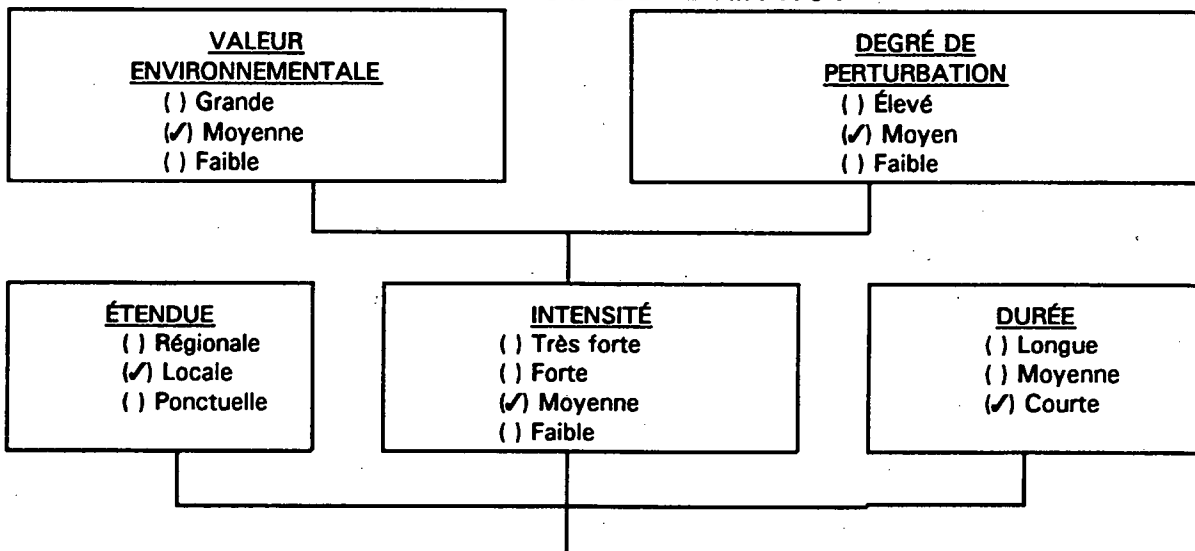 VALEUR
ENVIRONNEMENTALE
( ) Grande
(✓) Moyenne
( ) Faible
DEGRÉ DE
PERTURBATION
( ) Élevé
(✓) Moyen
( ) Faible
ÉTENDUE
( ) Régionale
(✓) Locale
( ) Ponctuelle
INTENSITÉ
( ) Très forte
( ) Forte
(✓) Moyenne
( ) Faible
DURÉE
( ) Longue
( ) Moyenne
(✓) Courte